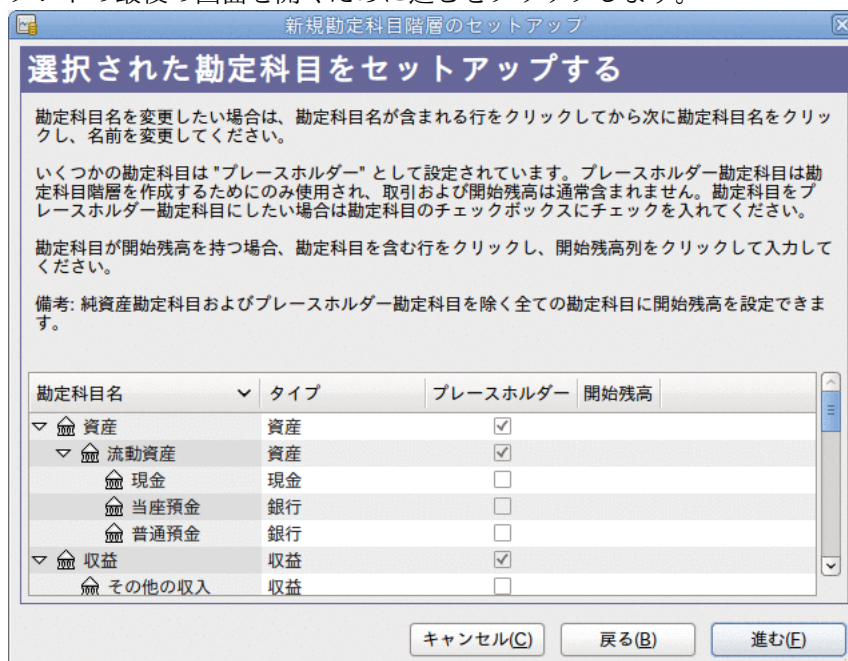 新規勘定科目階層のセットアップ
選択された勘定科目をセットアップする
勘定科目名を変更したい場合は、勘定科目名が含まれる行をクリックしてから次に勘定科目名をクリッ
クし、名前を変更してください。
いくつかの勘定科目は "プレースホルダー" として設定されています。プレースホルダー勘定科目は勘
定科目階層を作成するためにのみ使用され、取引および開始残高は通常含まれません。勘定科目をプ
レースホルダー勘定科目にしたい場合は勘定科目のチェックボックスにチェックを入れてください。
勘定科目が開始残高を持つ場合、勘定科目を含む行をクリックし、開始残高列をクリックして入力して
ください。
備考: 純資産勘定科目およびプレースホルダー勘定科目を除く全ての勘定科目に開始残高を設定できま
す。
勘定科目名 タイプ プレースホルダー 開始残高
資産 資産
流動資産 資産
現金 現金
当座預金 銀行
普通預金 銀行
収益 収益
その他の収入 収益
キャンセル(C) 戻る(B) 進む(F)